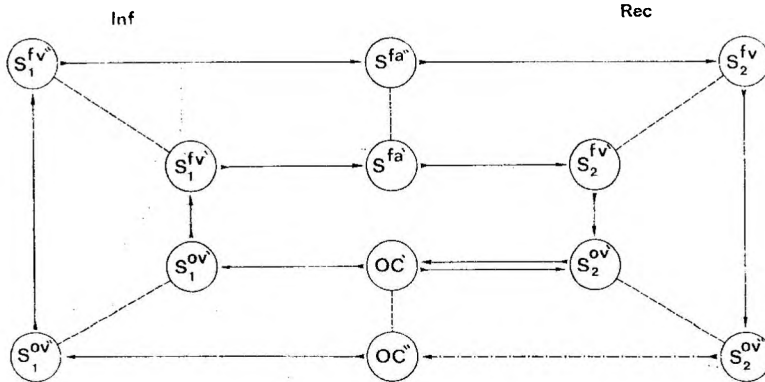 Inf Rec
S₁ᶠᵛ" Sᶠᵃ" S₂ᶠᵛ
S₁ᶠᵛ' Sᶠᵃ' S₂ᶠᵛ'
S₁ᵒᵛ' OC' S₂ᵒᵛ'
S₁ᵒᵛ" OC" S₂ᵒᵛ"